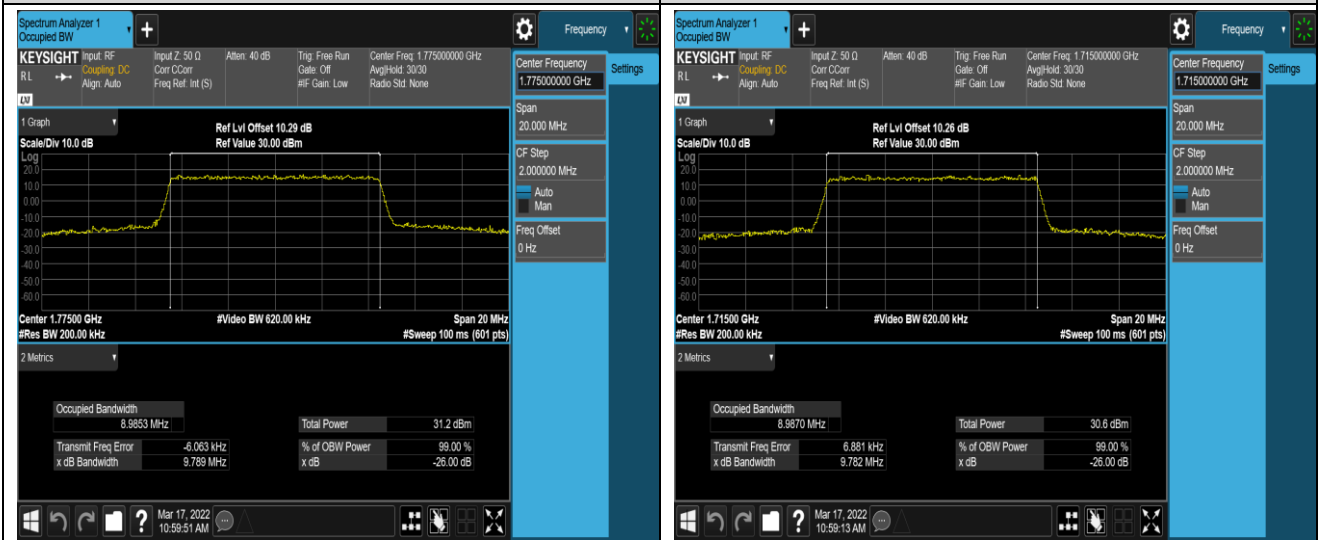 Spectrum Analyzer 1
Occupied BW
+
Frequency
KEYSIGHT
Input: RF
Coupling: DC
Align: Auto
Input Z: 50 Ω
Corr CCorr
Freq Ref: Int (S)
Atten: 40 dB
Trig: Free Run
Gate: Off
#IF Gain: Low
Center Freq: 1.775000000 GHz
Avg|Hold: 30/30
Radio Std: None
R L
LXI
Center Frequency
1.775000000 GHz
Settings
Span
20.000 MHz
CF Step
2.000000 MHz
Auto
Man
Freq Offset
0 Hz
1 Graph
Scale/Div 10.0 dB
Ref Lvl Offset 10.29 dB
Ref Value 30.00 dBm
Log
20.0
10.0
0.00
-10.0
-20.0
-30.0
-40.0
-50.0
-60.0
Center 1.77500 GHz
#Video BW 620.00 kHz
Span 20 MHz
#Res BW 200.00 kHz
#Sweep 100 ms (601 pts)
2 Metrics
Occupied Bandwidth
8.9853 MHz
Total Power 31.2 dBm
Transmit Freq Error -6.063 kHz
% of OBW Power 99.00 %
x dB Bandwidth 9.789 MHz
x dB -26.00 dB
?
Mar 17, 2022
10:59:51 AM
Spectrum Analyzer 1
Occupied BW
+
Frequency
KEYSIGHT
Input: RF
Coupling: DC
Align: Auto
Input Z: 50 Ω
Corr CCorr
Freq Ref: Int (S)
Atten: 40 dB
Trig: Free Run
Gate: Off
#IF Gain: Low
Center Freq: 1.715000000 GHz
Avg|Hold: 30/30
Radio Std: None
R L
LXI
Center Frequency
1.715000000 GHz
Settings
Span
20.000 MHz
CF Step
2.000000 MHz
Auto
Man
Freq Offset
0 Hz
1 Graph
Scale/Div 10.0 dB
Ref Lvl Offset 10.26 dB
Ref Value 30.00 dBm
Log
20.0
10.0
0.00
-10.0
-20.0
-30.0
-40.0
-50.0
-60.0
Center 1.71500 GHz
#Video BW 620.00 kHz
Span 20 MHz
#Res BW 200.00 kHz
#Sweep 100 ms (601 pts)
2 Metrics
Occupied Bandwidth
8.9870 MHz
Total Power 30.6 dBm
Transmit Freq Error 6.881 kHz
% of OBW Power 99.00 %
x dB Bandwidth 9.782 MHz
x dB -26.00 dB
?
Mar 17, 2022
10:59:13 AM